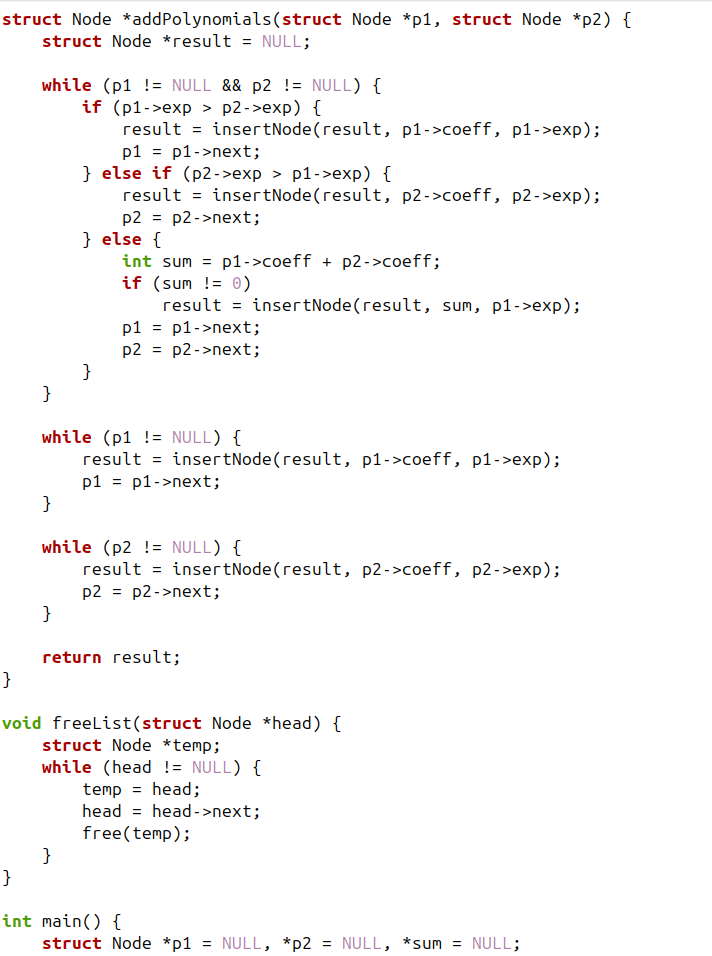 struct Node *addPolynomials(struct Node *p1, struct Node *p2) {
    struct Node *result = NULL;

    while (p1 != NULL && p2 != NULL) {
        if (p1->exp > p2->exp) {
            result = insertNode(result, p1->coeff, p1->exp);
            p1 = p1->next;
        } else if (p2->exp > p1->exp) {
            result = insertNode(result, p2->coeff, p2->exp);
            p2 = p2->next;
        } else {
            int sum = p1->coeff + p2->coeff;
            if (sum != 0)
                result = insertNode(result, sum, p1->exp);
            p1 = p1->next;
            p2 = p2->next;
        }
    }

    while (p1 != NULL) {
        result = insertNode(result, p1->coeff, p1->exp);
        p1 = p1->next;
    }

    while (p2 != NULL) {
        result = insertNode(result, p2->coeff, p2->exp);
        p2 = p2->next;
    }

    return result;
}

void freeList(struct Node *head) {
    struct Node *temp;
    while (head != NULL) {
        temp = head;
        head = head->next;
        free(temp);
    }
}

int main() {
    struct Node *p1 = NULL, *p2 = NULL, *sum = NULL;